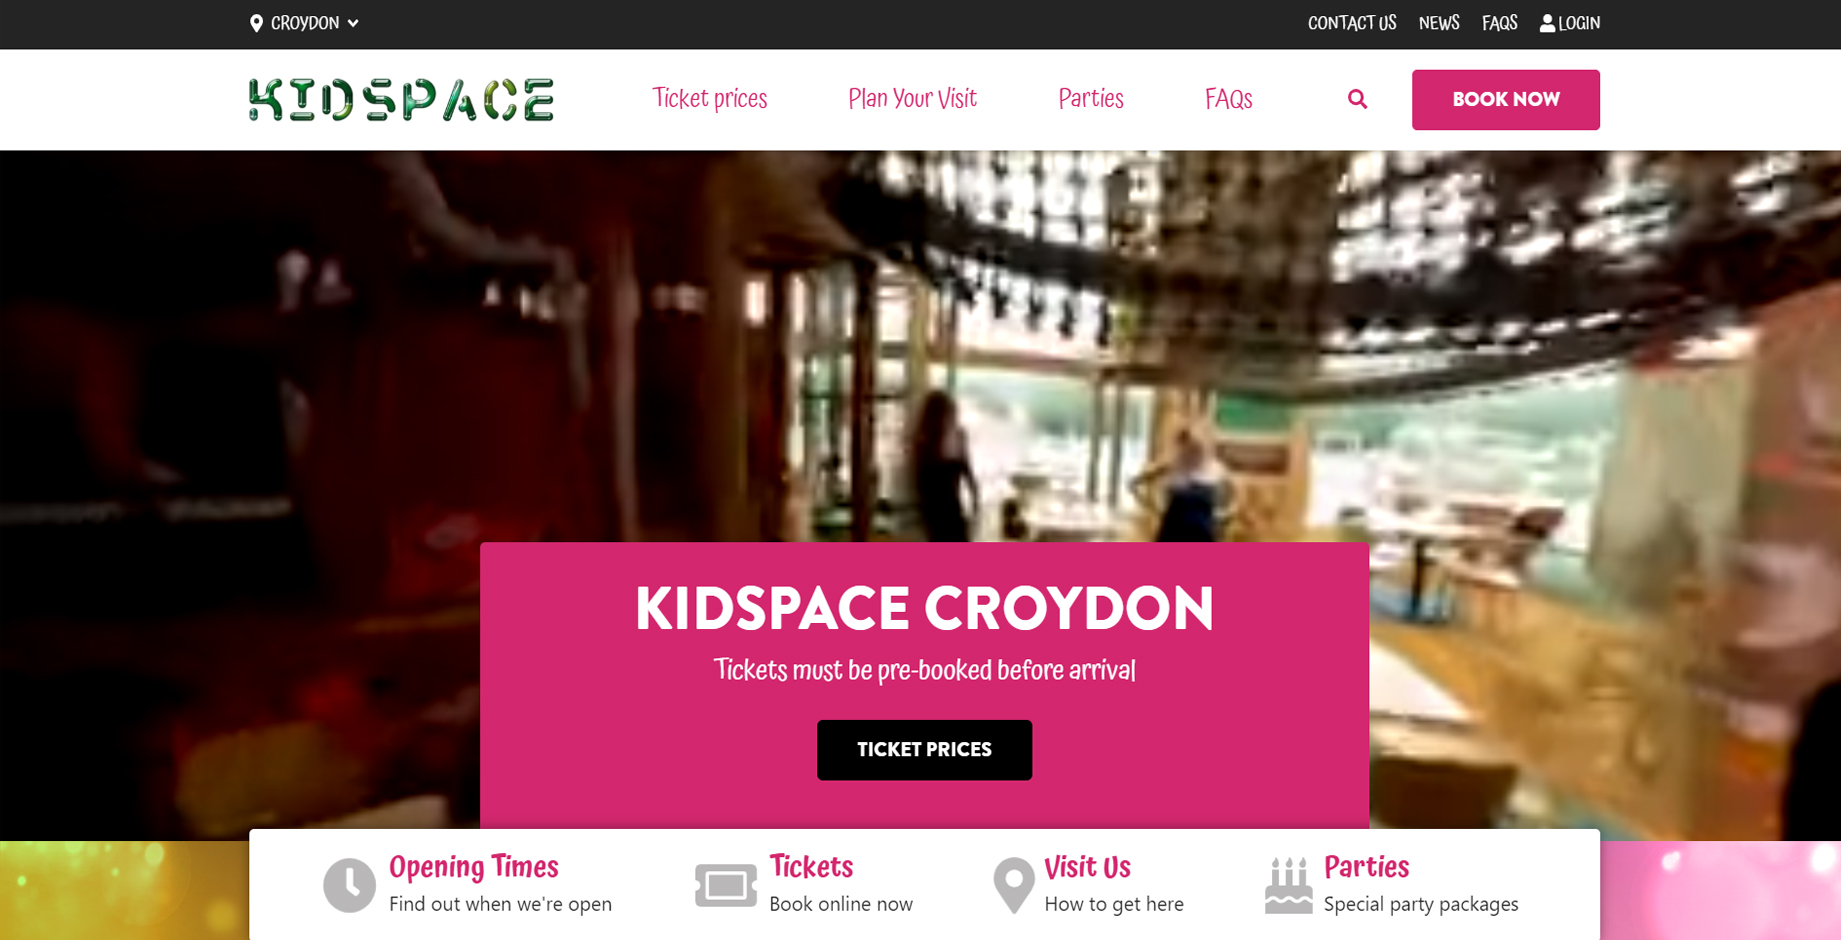 CROYDON
CONTACT US NEWS FAQS LOGIN
KIDSPACE
Ticket prices Plan Your Visit Parties FAQs
BOOK NOW
KIDSPACE CROYDON
Tickets must be pre-booked before arrival
TICKET PRICES
Opening Times
Find out when we're open
Tickets
Book online now
Visit Us
How to get here
Parties
Special party packages